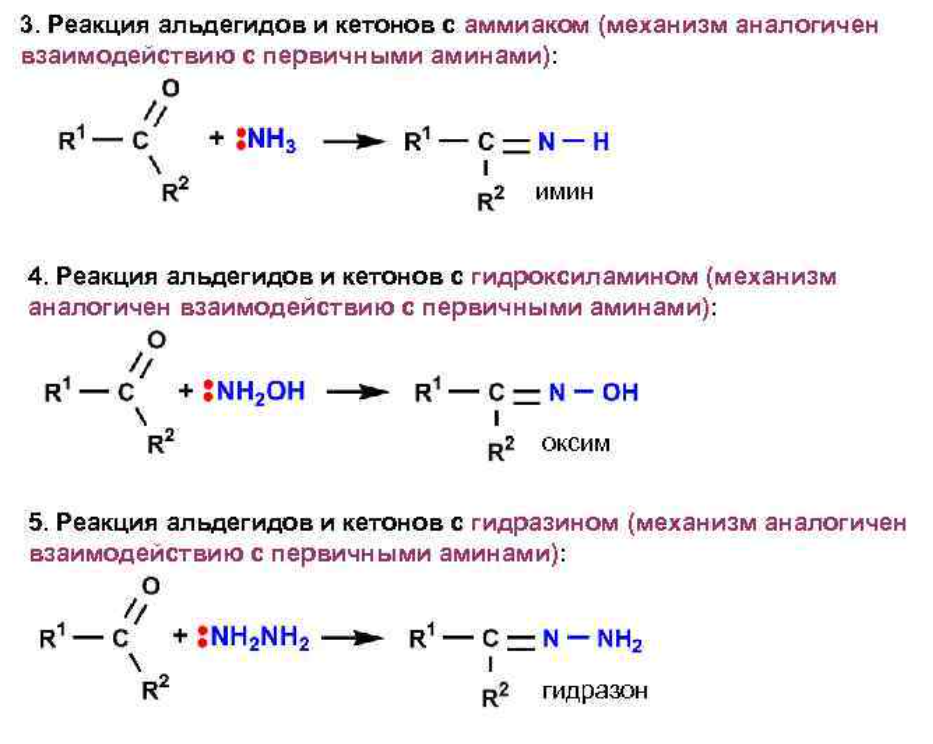 3. Реакция альдегидов и кетонов с аммиаком (механизм аналогичен
взаимодействию с первичными аминами):
O
R¹ — C + :NH₃ → R¹ — C = N — H
R² R² имин
4. Реакция альдегидов и кетонов с гидроксиламином (механизм
аналогичен взаимодействию с первичными аминами):
O
R¹ — C + :NH₂OH → R¹ — C = N — OH
R² R² оксим
5. Реакция альдегидов и кетонов с гидразином (механизм аналогичен
взаимодействию с первичными аминами):
O
R¹ — C + :NH₂NH₂ → R¹ — C = N — NH₂
R² R² гидразон